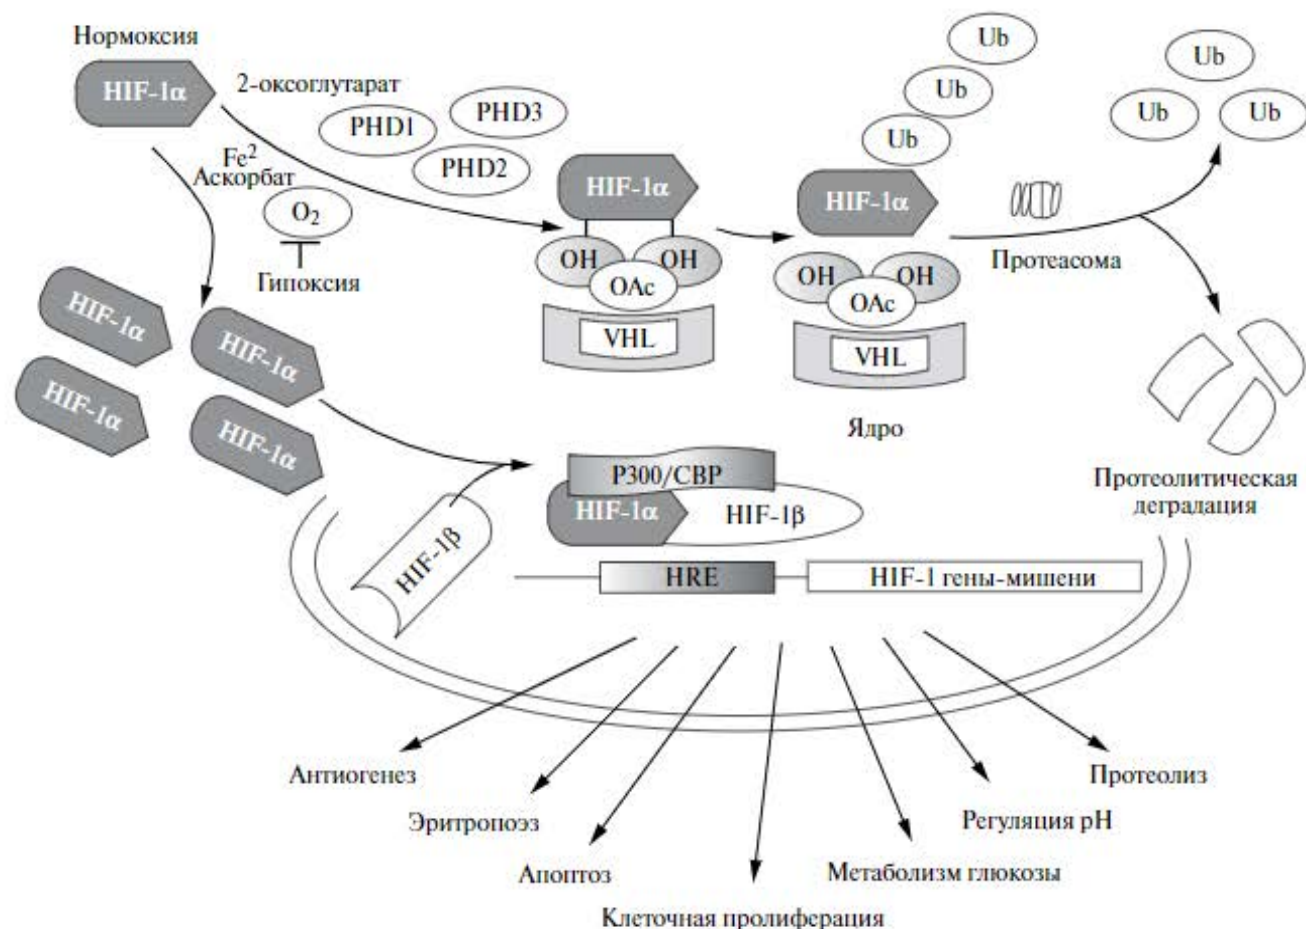 Нормоксия
HIF-1α
2-оксоглутарат
PHD1
PHD3
PHD2
Fe²
Аскорбат
O₂
Гипоксия
HIF-1α
OH
OH
OAc
VHL
Ub
Ub
Ub
HIF-1α
OH
OH
OAc
VHL
Ub
Ub
Ub
Протеасома
Ядро
Протеолитическая
деградация
HIF-1α
HIF-1α
HIF-1α
HIF-1α
HIF-1β
P300/CBP
HIF-1α
HIF-1β
HRE
HIF-1 гены-мишени
Антиогенез
Эритропоэз
Апоптоз
Клеточная пролиферация
Метаболизм глюкозы
Регуляция pH
Протеолиз